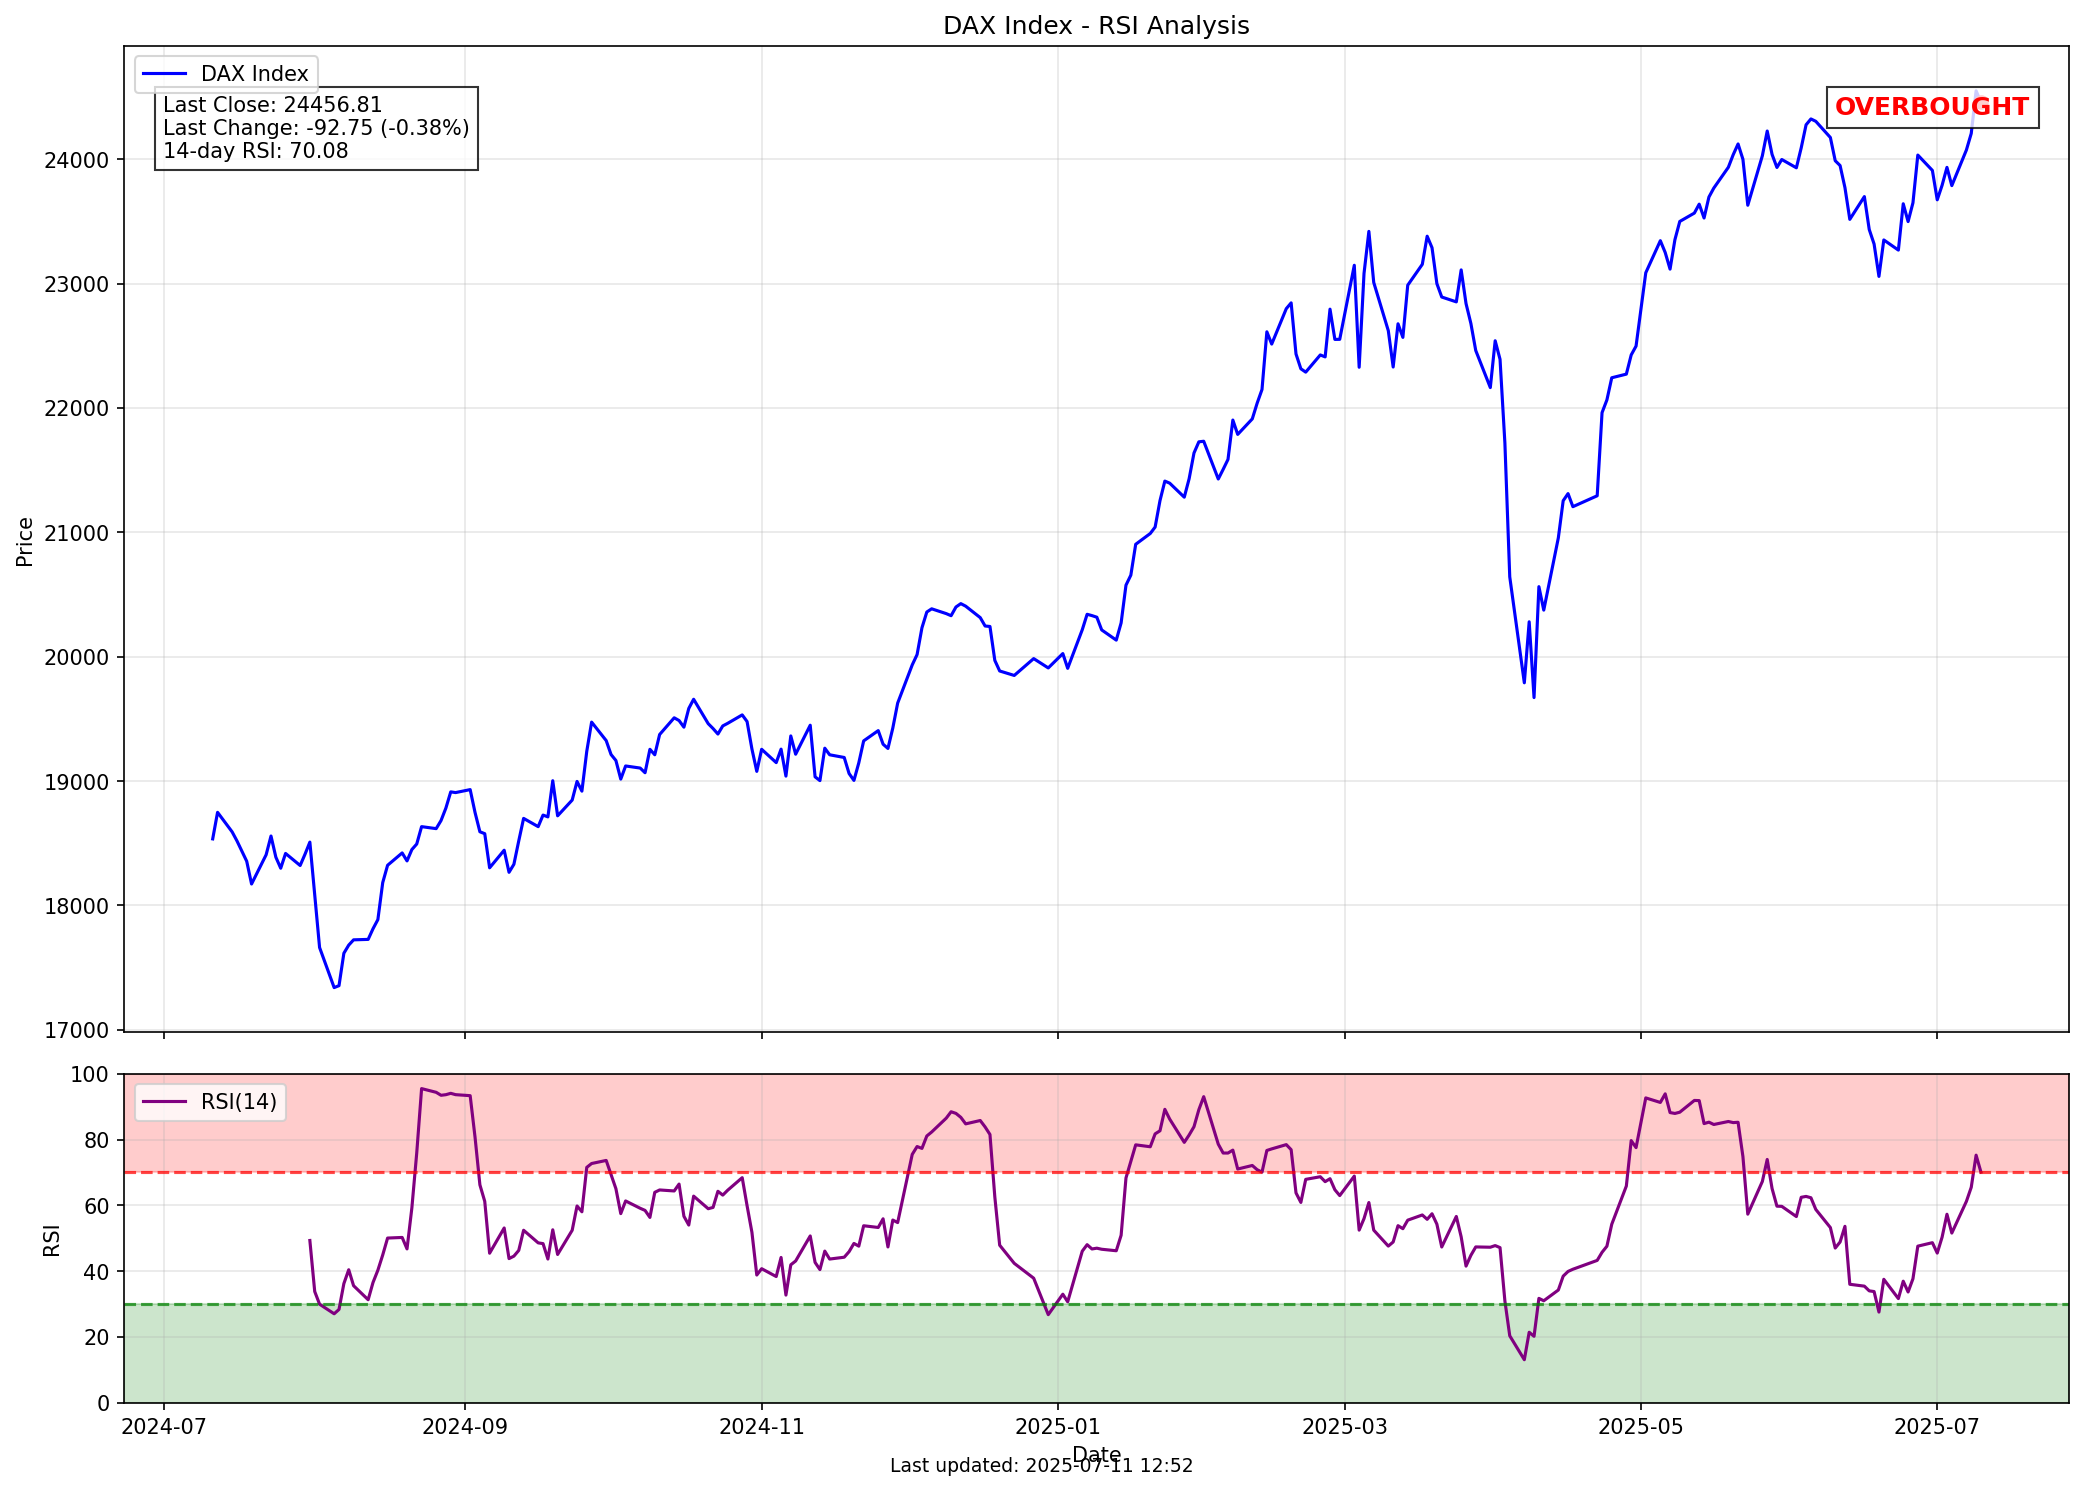 DAX Index - RSI Analysis
DAX Index
Last Close: 24456.81
Last Change: -92.75 (-0.38%)
14-day RSI: 70.08
OVERBOUGHT
Price
24000
23000
22000
21000
20000
19000
18000
17000
RSI(14)
RSI
100
80
60
40
20
0
2024-07
2024-09
2024-11
2025-01
2025-03
2025-05
2025-07
Date
Last updated: 2025-07-11 12:52